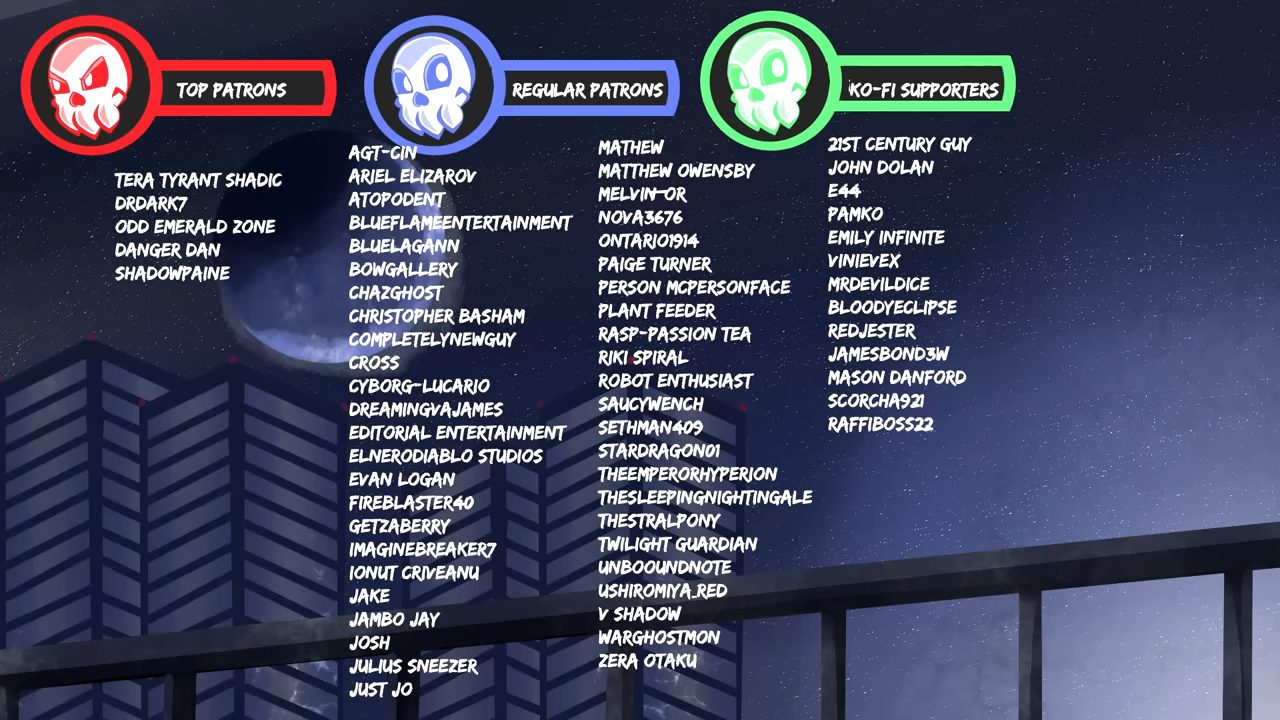 TOP PATRONS
TERA TYRANT SHADIC
DRDARK7
ODD EMERALD ZONE
DANGER DAN
SHADOWPAINE
REGULAR PATRONS
AGT-CIN
ARIEL ELIZAROV
ATOPODENT
BLUEFLAMEENTERTAINMENT
BLUELAGANN
BOWGALLERY
CHAZGHOST
CHRISTOPHER BASHAM
COMPLETELYNEWGUY
CROSS
CYBORG-LUCARIO
DREAMINGVAJAMES
EDITORIAL ENTERTAINMENT
ELNERODIABLO STUDIOS
EVAN LOGAN
FIREBLASTER40
GETZABERRY
IMAGINEBREAKER7
IONUT CRIVEANU
JAKE
JAMBO JAY
JOSH
JULIUS SNEEZER
JUST JO
MATHEW
MATTHEW OWENSBY
MELVIN-OR
NOVA3676
ONTARIO1914
PAIGE TURNER
PERSON MCPERSONFACE
PLANT FEEDER
RASP-PASSION TEA
RIKI SPIRAL
ROBOT ENTHUSIAST
SAUCYWENCH
SETHMAN409
STARDRAGON01
THEEMPERORHYPERION
THESLEEPINGNIGHTINGALE
THESTRALPONY
TWILIGHT GUARDIAN
UNBOOUNDNOTE
USHIROMIYA_RED
V SHADOW
WARGHOSTMON
ZERA OTAKU
KO-FI SUPPORTERS
21ST CENTURY GUY
JOHN DOLAN
E44
PAMKO
EMILY INFINITE
VINIEVEX
MRDEVILDICE
BLOODYECLIPSE
REDJESTER
JAMESBOND3W
MASON DANFORD
SCORCHA921
RAFFIBOSS22